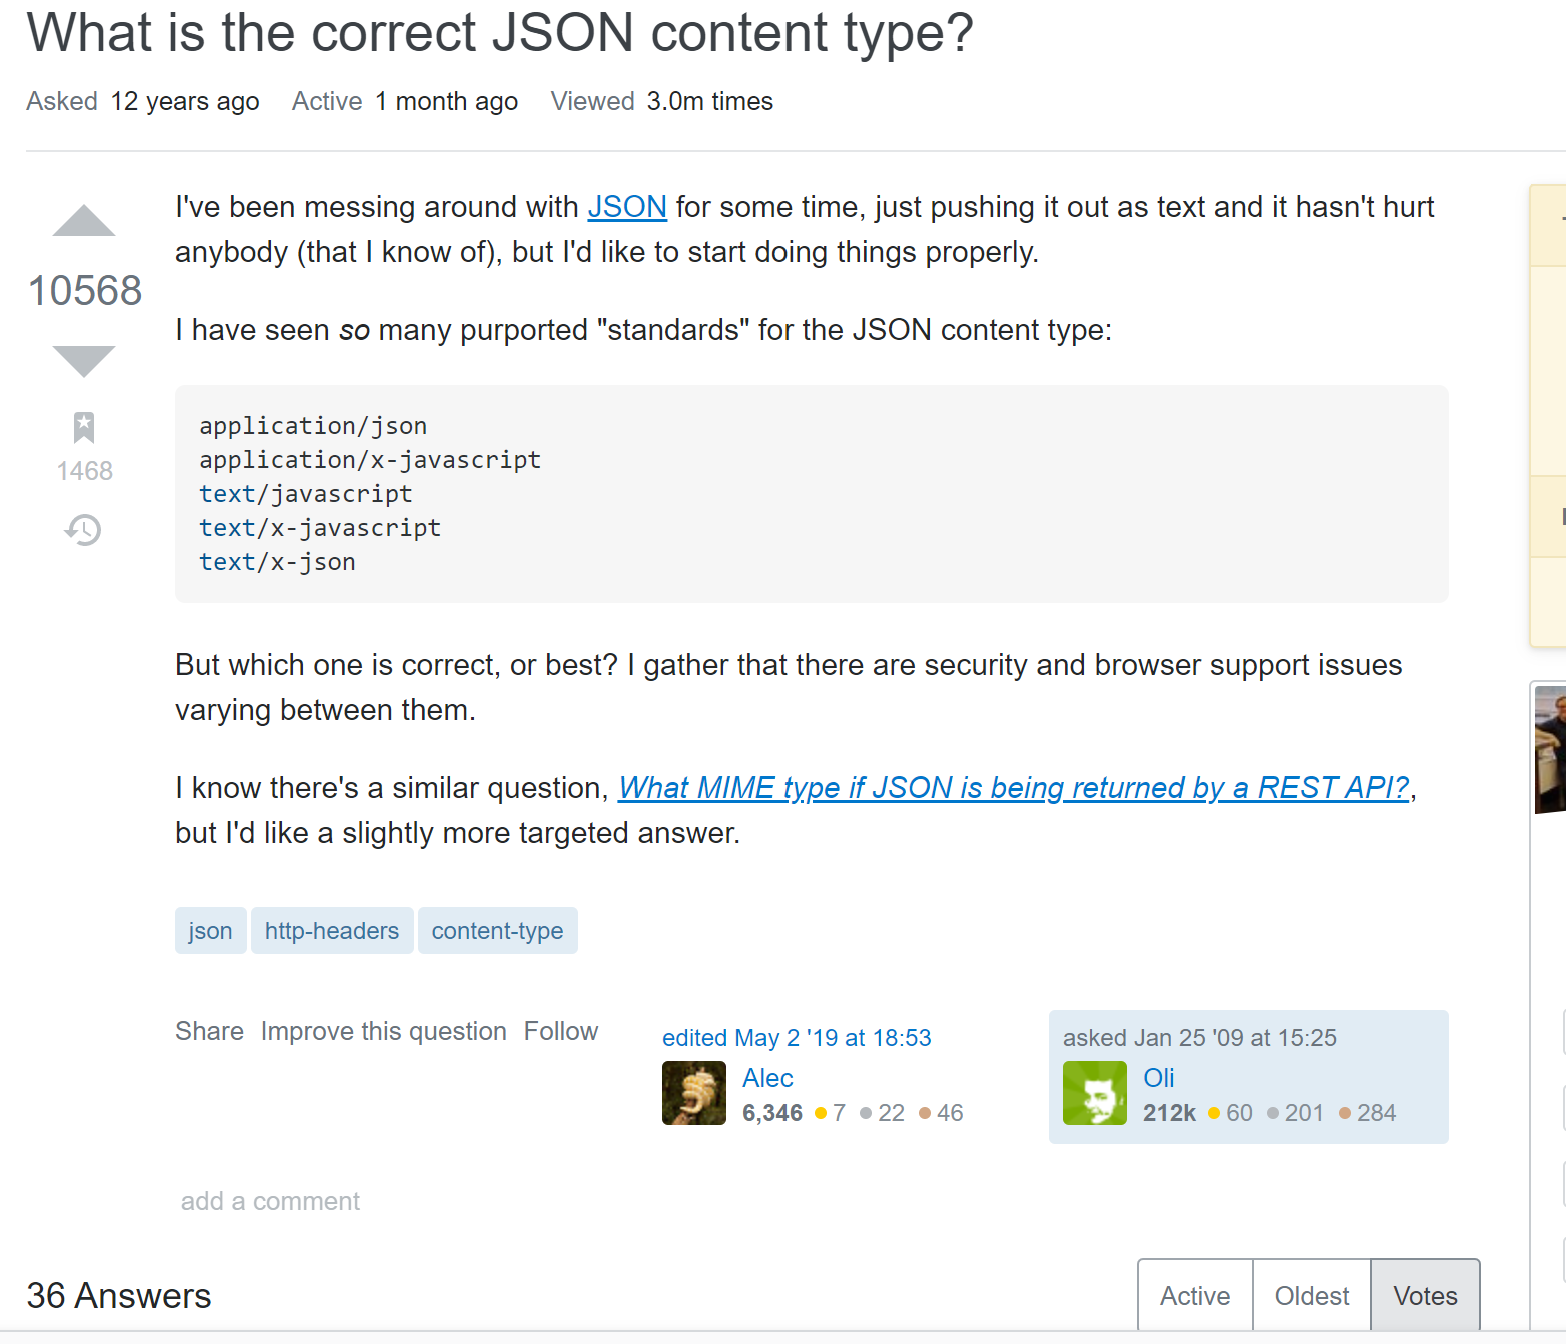 What is the correct JSON content type?
Asked 12 years ago Active 1 month ago Viewed 3.0m times
10568
1468
I've been messing around with JSON for some time, just pushing it out as text and it hasn't hurt
anybody (that I know of), but I'd like to start doing things properly.
I have seen so many purported "standards" for the JSON content type:
application/json
application/x-javascript
text/javascript
text/x-javascript
text/x-json
But which one is correct, or best? I gather that there are security and browser support issues
varying between them.
I know there's a similar question, What MIME type if JSON is being returned by a REST API?,
but I'd like a slightly more targeted answer.
json http-headers content-type
Share Improve this question Follow
edited May 2 '19 at 18:53
Alec
6,346 7 22 46
asked Jan 25 '09 at 15:25
Oli
212k 60 201 284
add a comment
36 Answers
Active Oldest Votes